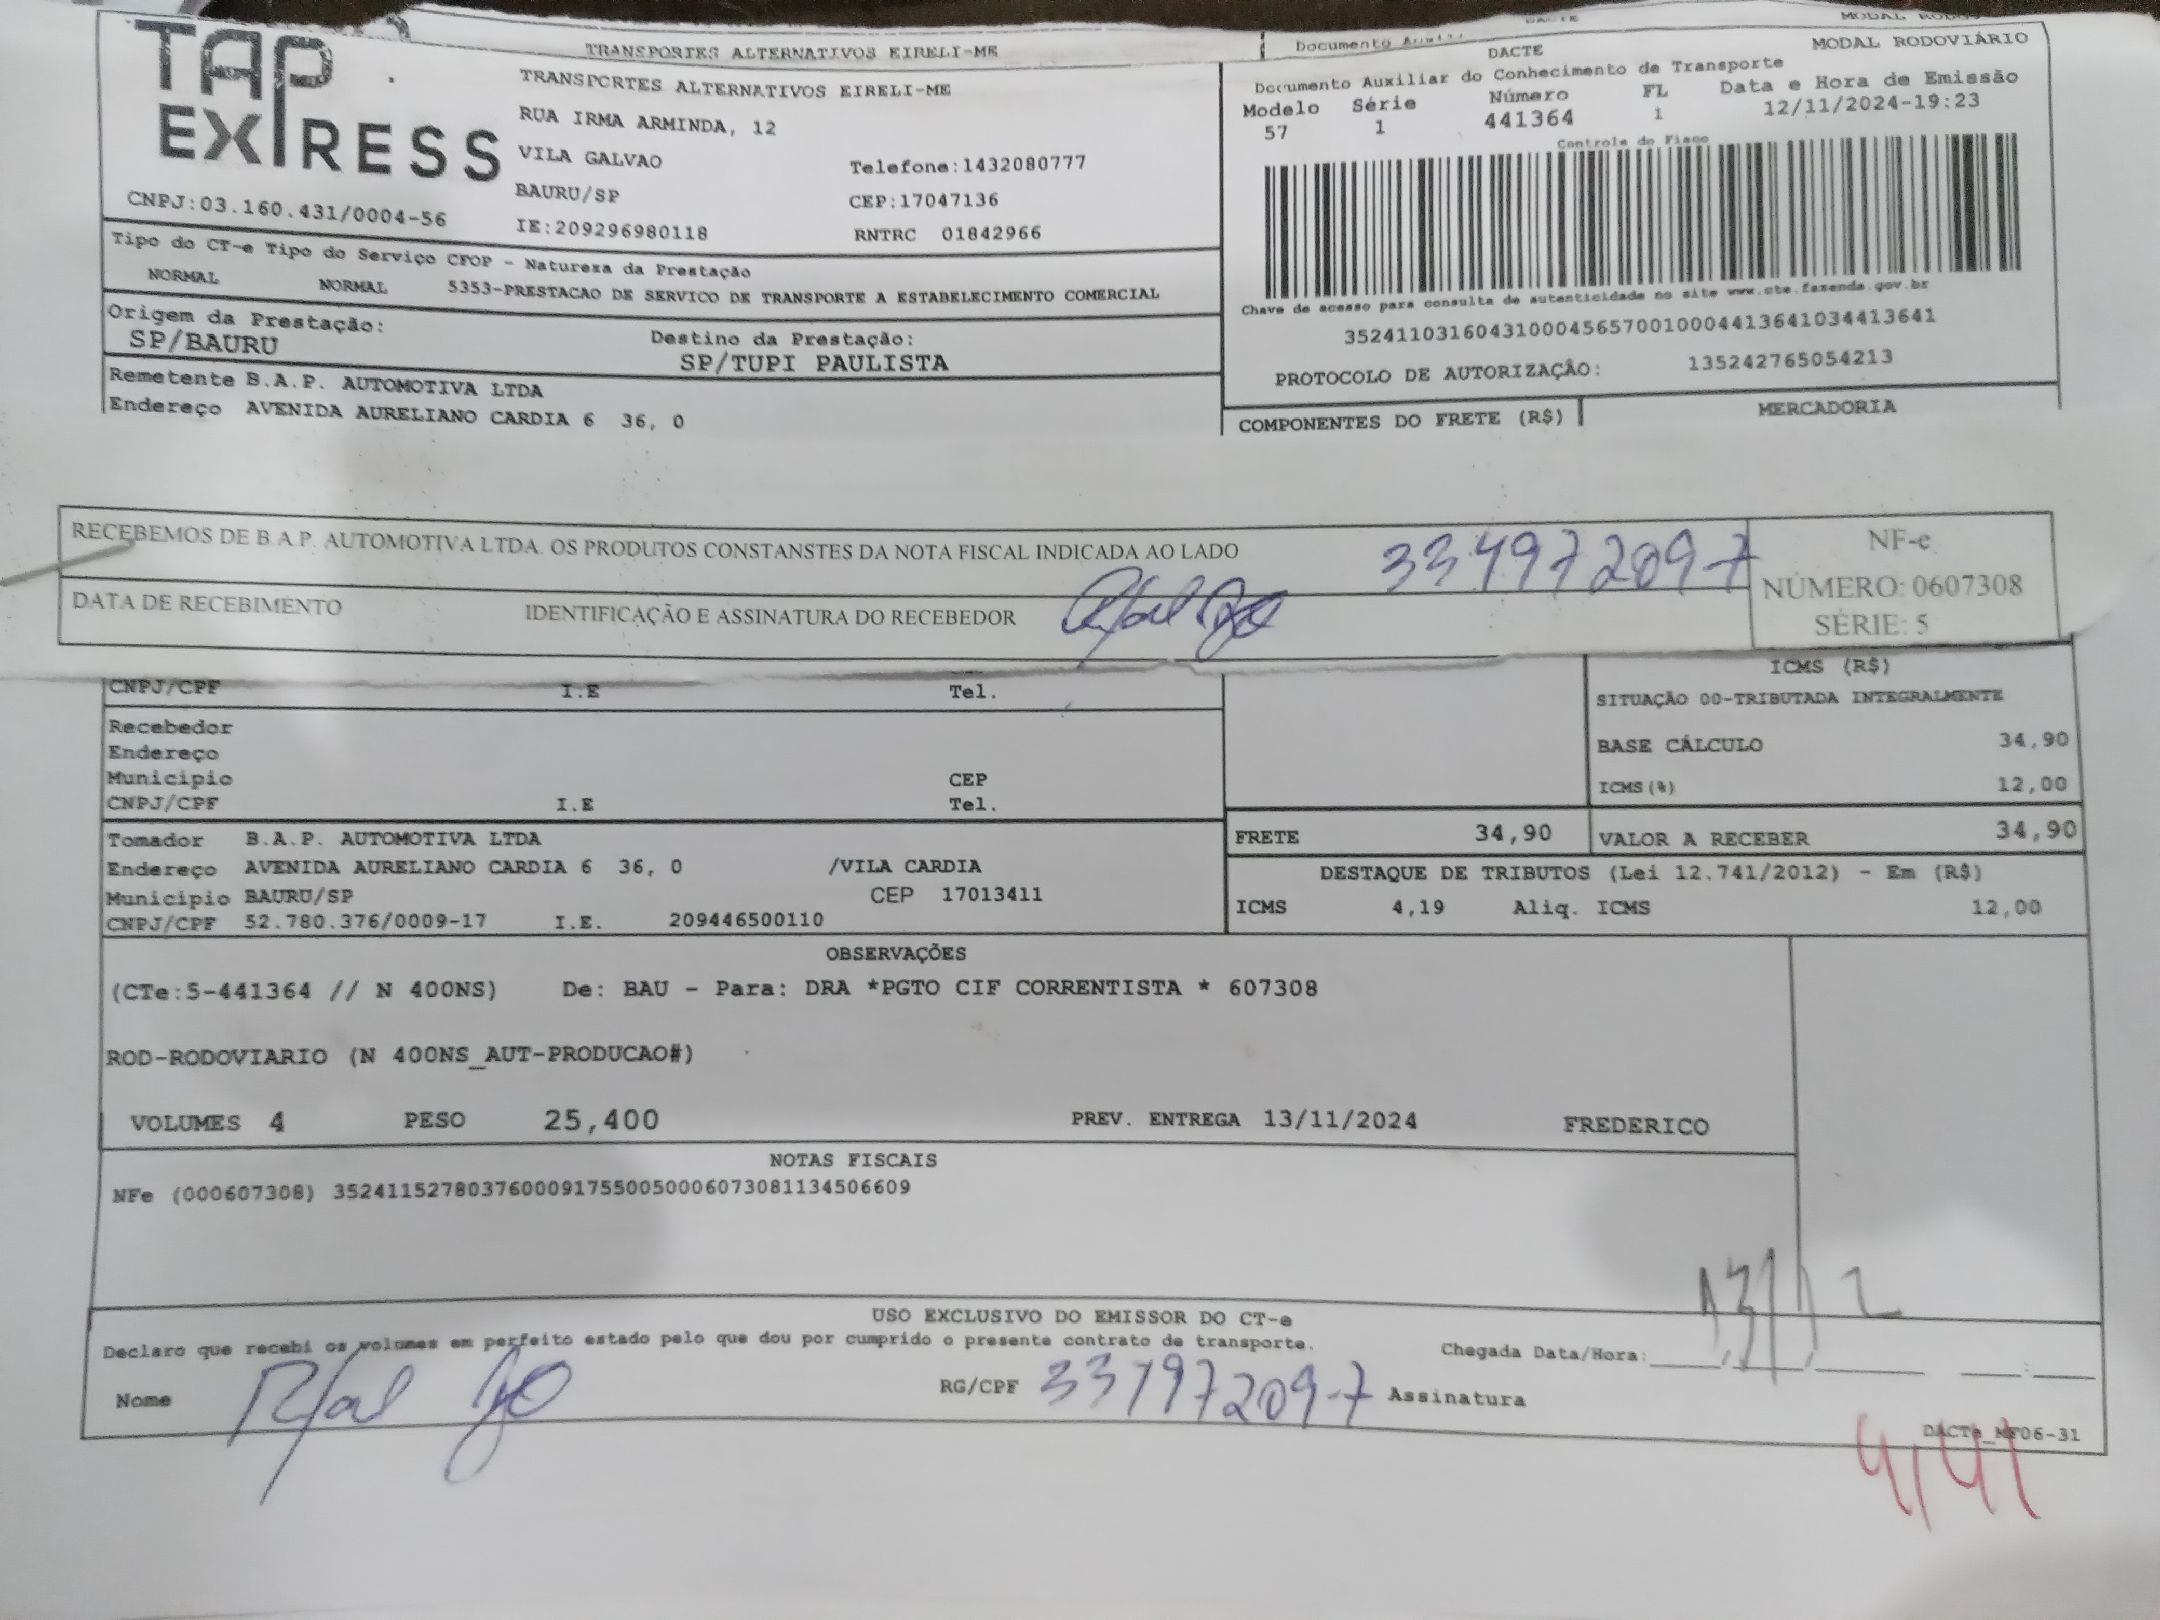 TAP
EXPRESS
TRANSPORTES ALTERNATIVOS EIRELI-ME
TRANSPORTES ALTERNATIVOS EIRELI-ME
RUA IRMA ARMINDA, 12
VILA GALVAO Telefone:1432080777
BAURU/SP CEP:17047136
CNPJ:03.160.431/0004-56 IE:209296980118 RNTRC 01842966
DACTE MODAL RODOVIÁRIO
Documento Auxiliar do Conhecimento de Transporte
Modelo Série Número FL Data e Hora de Emissão
57 1 441364 1 12/11/2024-19:23
Controle do Fisco
Chave de acesso para consulta de autenticidade no site www.cte.fazenda.gov.br
35241103160431000456570010004413641034413641
PROTOCOLO DE AUTORIZAÇÃO: 135242765054213
Tipo do CT-e Tipo do Serviço CFOP - Natureza da Prestação
NORMAL NORMAL 5353-PRESTACAO DE SERVICO DE TRANSPORTE A ESTABELECIMENTO COMERCIAL
Origem da Prestação: Destino da Prestação:
SP/BAURU SP/TUPI PAULISTA
Remetente B.A.P. AUTOMOTIVA LTDA
Endereço AVENIDA AURELIANO CARDIA 6 36, 0
COMPONENTES DO FRETE (R$) MERCADORIA
RECEBEMOS DE B.A.P. AUTOMOTIVA LTDA. OS PRODUTOS CONSTANSTES DA NOTA FISCAL INDICADA AO LADO 33497209-7
DATA DE RECEBIMENTO IDENTIFICAÇÃO E ASSINATURA DO RECEBEDOR
NF-e
NÚMERO: 0607308
SÉRIE: 5
CNPJ/CPF I.E Tel.
Recebedor
Endereço
Municipio CEP
CNPJ/CPF I.E Tel.
ICMS (R$)
SITUAÇÃO 00-TRIBUTADA INTEGRALMENTE
BASE CÁLCULO 34,90
ICMS(%) 12,00
FRETE 34,90 VALOR A RECEBER 34,90
Tomador B.A.P. AUTOMOTIVA LTDA
Endereço AVENIDA AURELIANO CARDIA 6 36, 0 /VILA CARDIA
Municipio BAURU/SP CEP 17013411
CNPJ/CPF 52.780.376/0009-17 I.E. 209446500110
DESTAQUE DE TRIBUTOS (Lei 12.741/2012) - Em (R$)
ICMS 4,19 Aliq. ICMS 12,00
OBSERVAÇÕES
(CTe:5-441364 // N 400NS) De: BAU - Para: DRA *PGTO CIF CORRENTISTA * 607308
ROD-RODOVIARIO (N 400NS_AUT-PRODUCAO#)
VOLUMES 4 PESO 25,400 PREV. ENTREGA 13/11/2024 FREDERICO
NOTAS FISCAIS
NFe (000607308) 35241152780376000917550050006073081134506609
USO EXCLUSIVO DO EMISSOR DO CT-e
Declaro que recebi os volumes em perfeito estado pelo que dou por cumprido o presente contrato de transporte.
Chegada Data/Hora:
Nome RG/CPF 33497209-7 Assinatura
DACTe_MF06-31